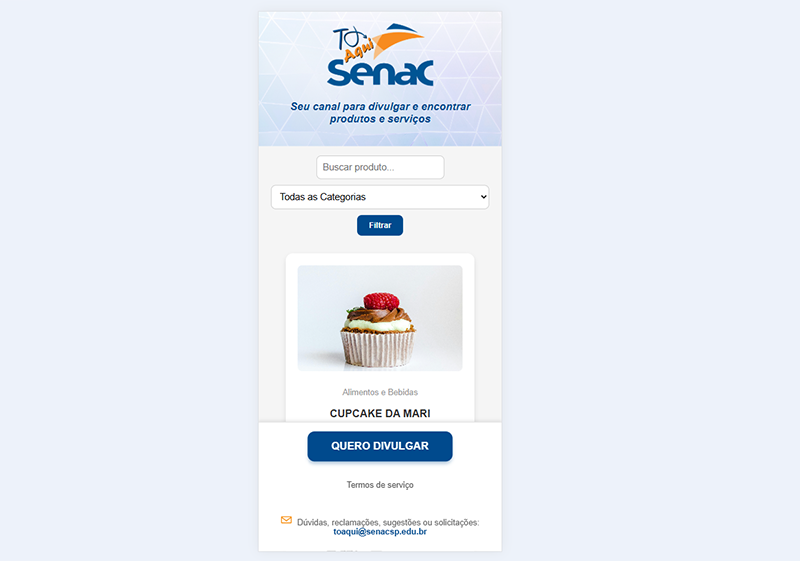 Tô
Aqui
Senac
Seu canal para divulgar e encontrar
produtos e serviços
Buscar produto...
Todas as Categorias
Filtrar
Alimentos e Bebidas
CUPCAKE DA MARI
QUERO DIVULGAR
Termos de serviço
Dúvidas, reclamações, sugestões ou solicitações:
toaqui@senacsp.edu.br